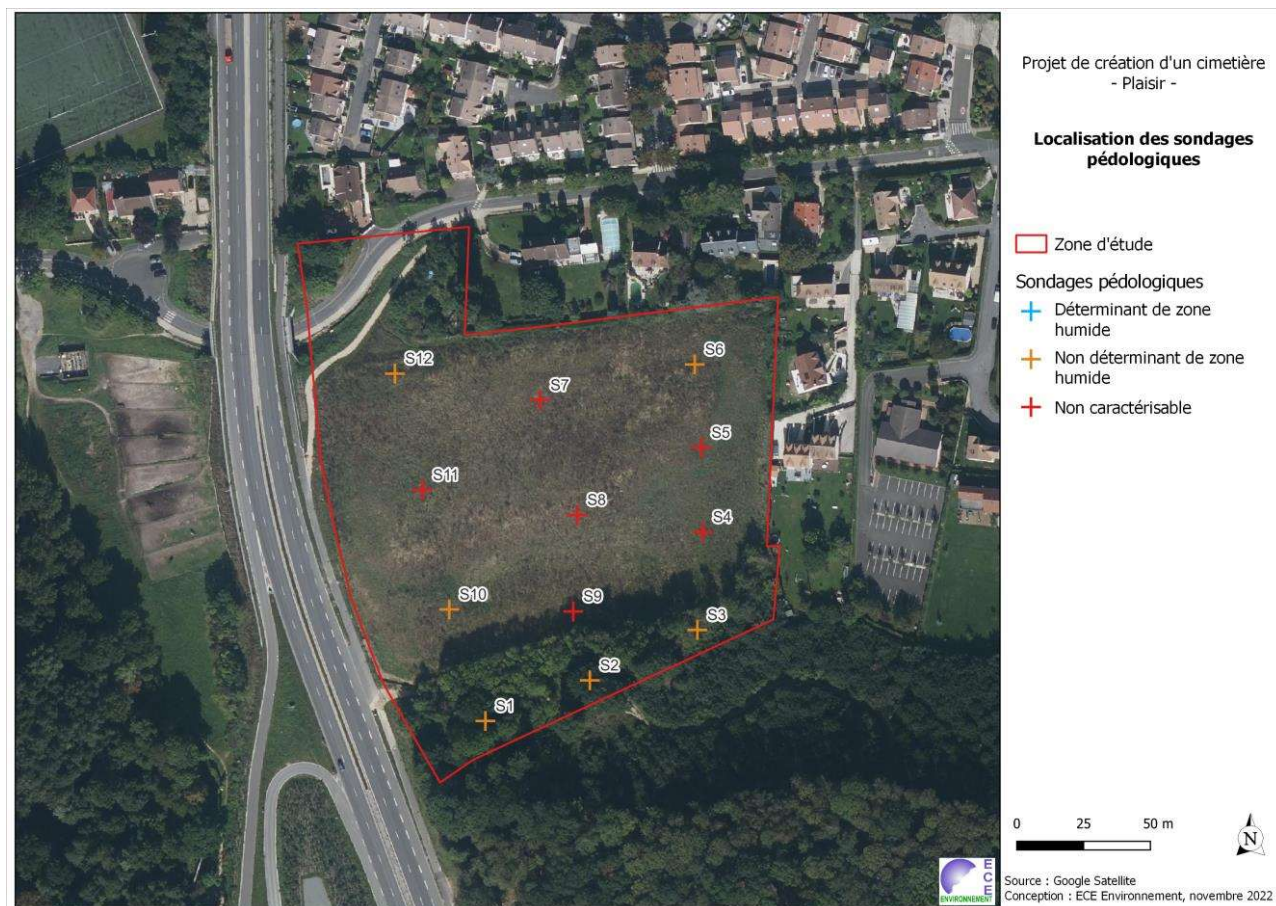 Projet de création d'un cimetière
- Plaisir -
Localisation des sondages
pédologiques
Zone d'étude
Sondages pédologiques
Déterminant de zone
humide
Non déterminant de zone
humide
Non caractérisable
S12
S6
S7
S5
S11
S8
S4
S10
S9
S3
S2
S1
0 25 50 m
N
ECE
ENVIRONNEMENT
Source : Google Satellite
Conception : ECE Environnement, novembre 2022